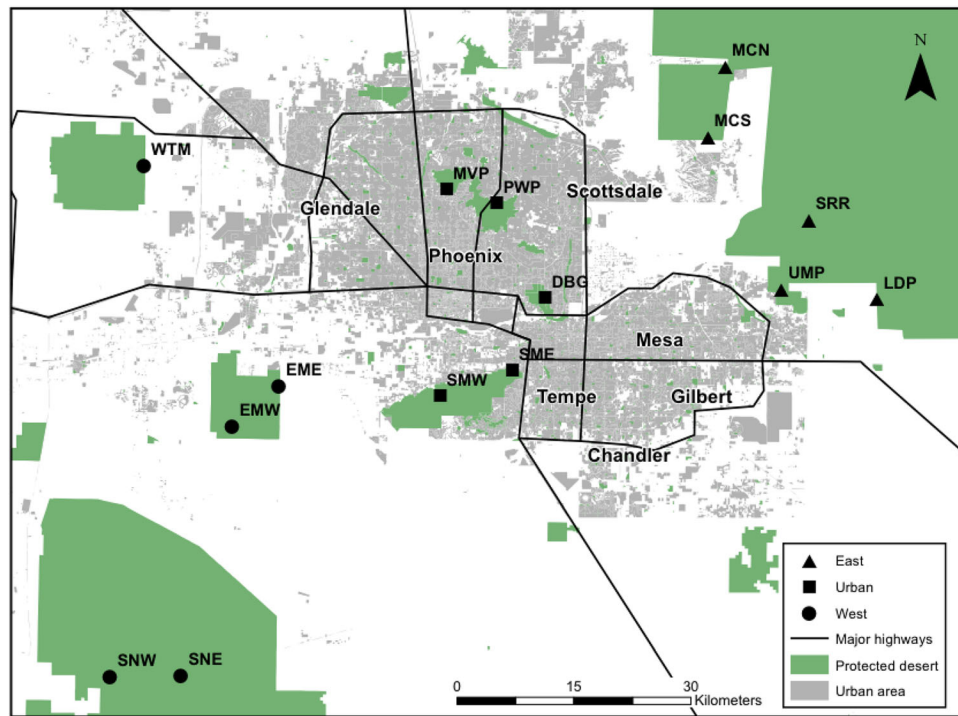 N
MCN
MCS
WTM
MVP
PWP
Scottsdale
Glendale
SRR
Phoenix
UMP
LDP
DBG
Mesa
SME
EME
SMW
Tempe
Gilbert
EMW
Chandler
East
Urban
West
Major highways
Protected desert
Urban area
SNW
SNE
0
15
30
Kilometers